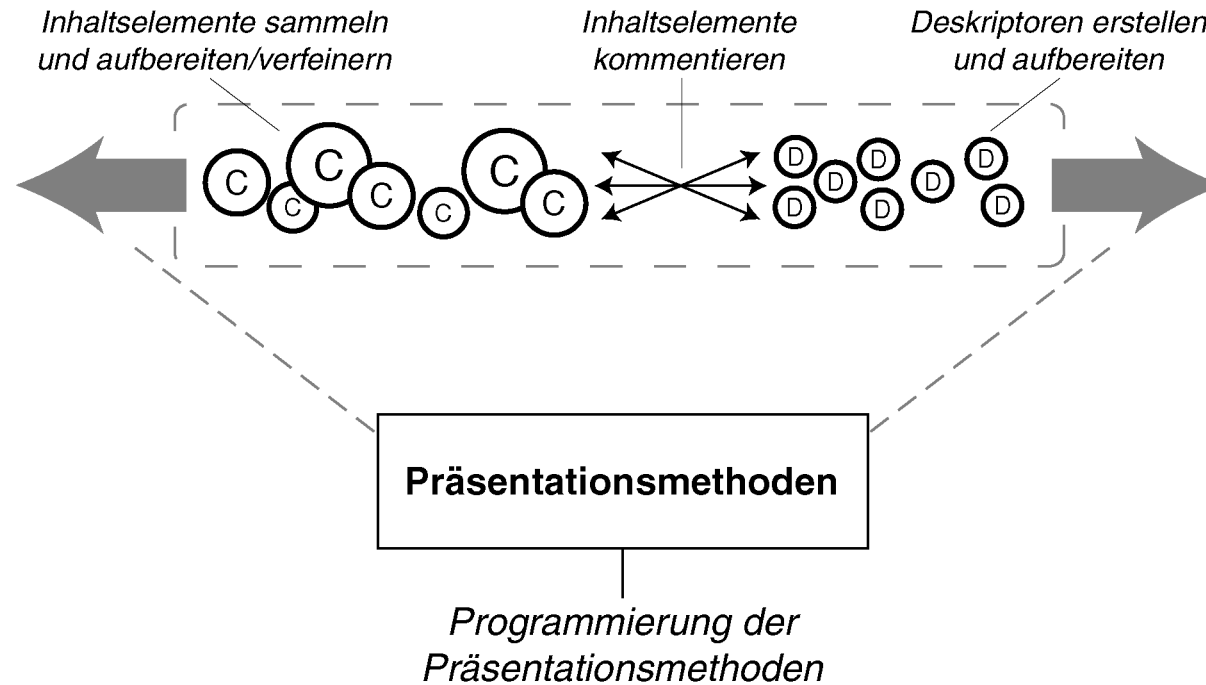 Inhaltselemente sammeln
und aufbereiten/verfeinern
Inhaltselemente
kommentieren
Deskriptoren erstellen
und aufbereiten
C C C C C C C
D D D D D D D D
Präsentationsmethoden
Programmierung der
Präsentationsmethoden